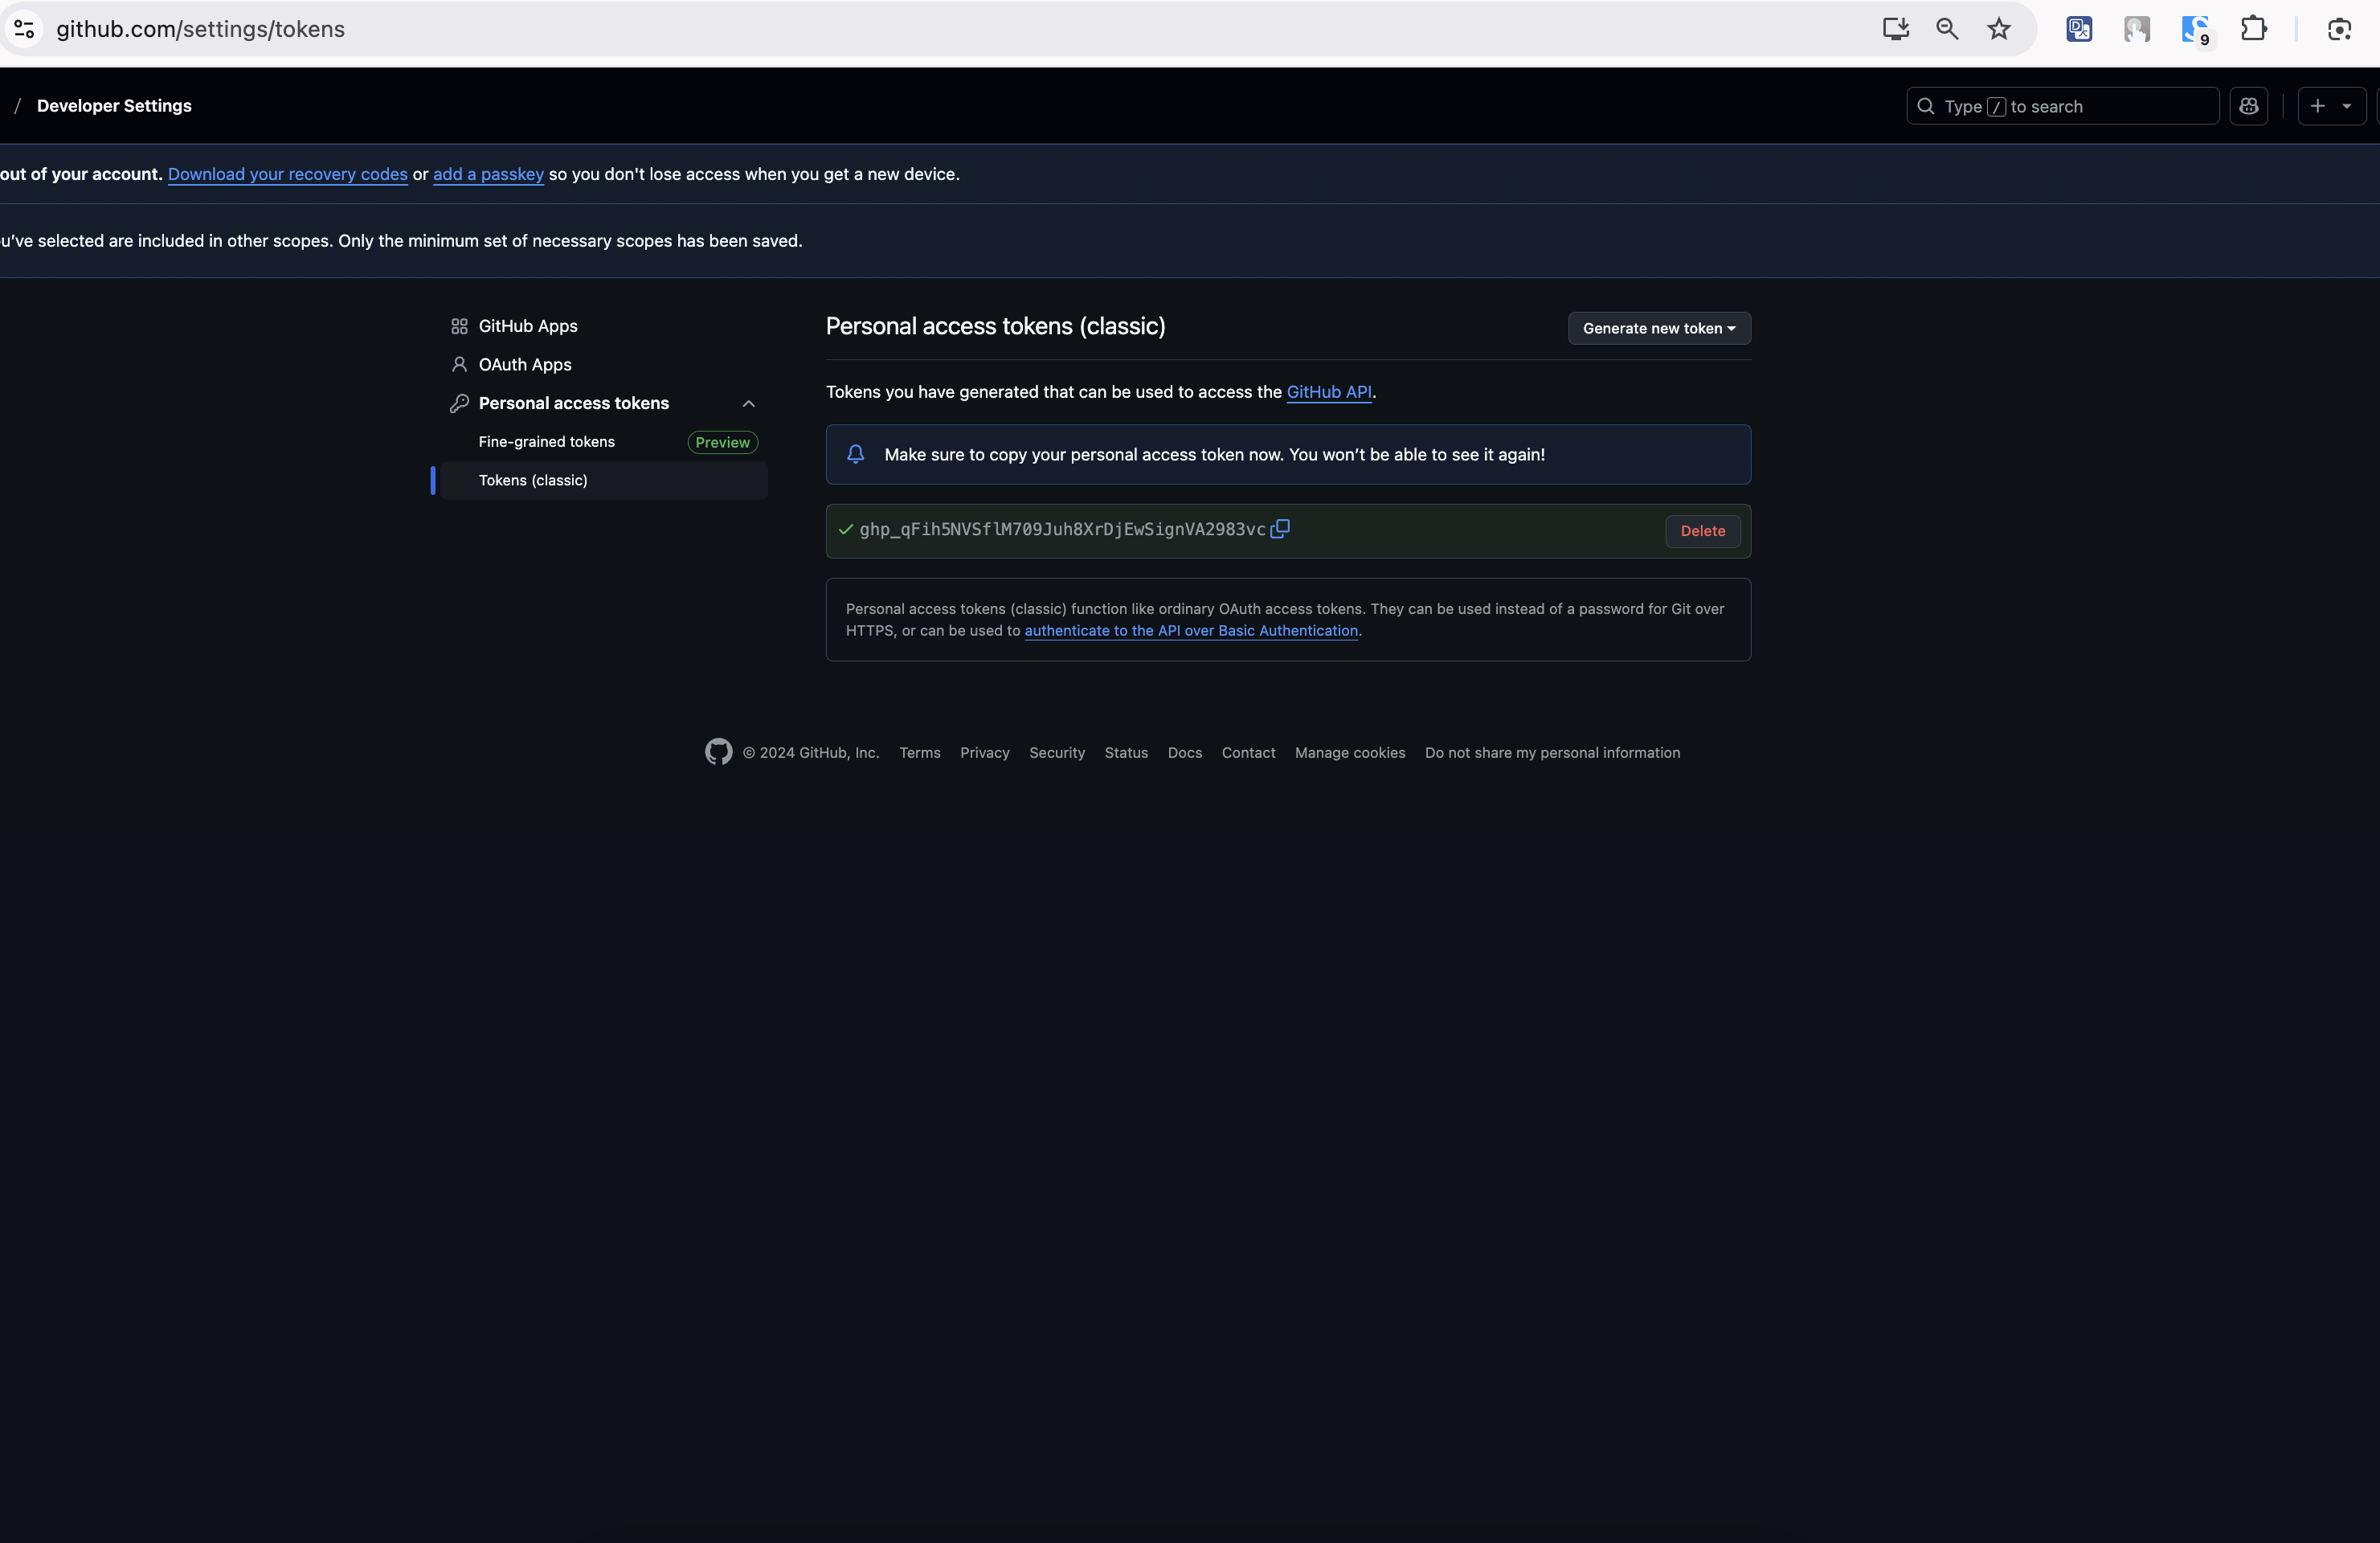 github.com/settings/tokens
9
/ Developer Settings
Type / to search
out of your account. Download your recovery codes or add a passkey so you don't lose access when you get a new device.
u've selected are included in other scopes. Only the minimum set of necessary scopes has been saved.
GitHub Apps
OAuth Apps
Personal access tokens
Fine-grained tokens Preview
Tokens (classic)
Personal access tokens (classic)
Generate new token
Tokens you have generated that can be used to access the GitHub API.
Make sure to copy your personal access token now. You won’t be able to see it again!
ghp_[access token redacted]
Delete
Personal access tokens (classic) function like ordinary OAuth access tokens. They can be used instead of a password for Git over
HTTPS, or can be used to authenticate to the API over Basic Authentication.
© 2024 GitHub, Inc. Terms Privacy Security Status Docs Contact Manage cookies Do not share my personal information